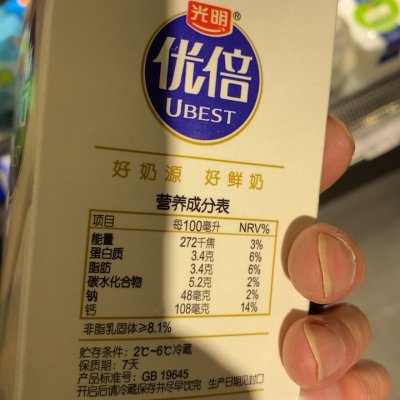 光明®
优倍
UBEST
好奶源 好鲜奶
营养成分表
项目 每100毫升 NRV%
能量 272千焦 3%
蛋白质 3.4克 6%
脂肪 3.4克 6%
碳水化合物 5.2克 2%
钠 48毫克 2%
钙 108毫克 14%
非脂乳固体≥8.1%
贮存条件：2℃~6℃冷藏
保质期：7天
产品标准号：GB 19645
开启后请冷藏保存并尽早饮完 生产日期见封口